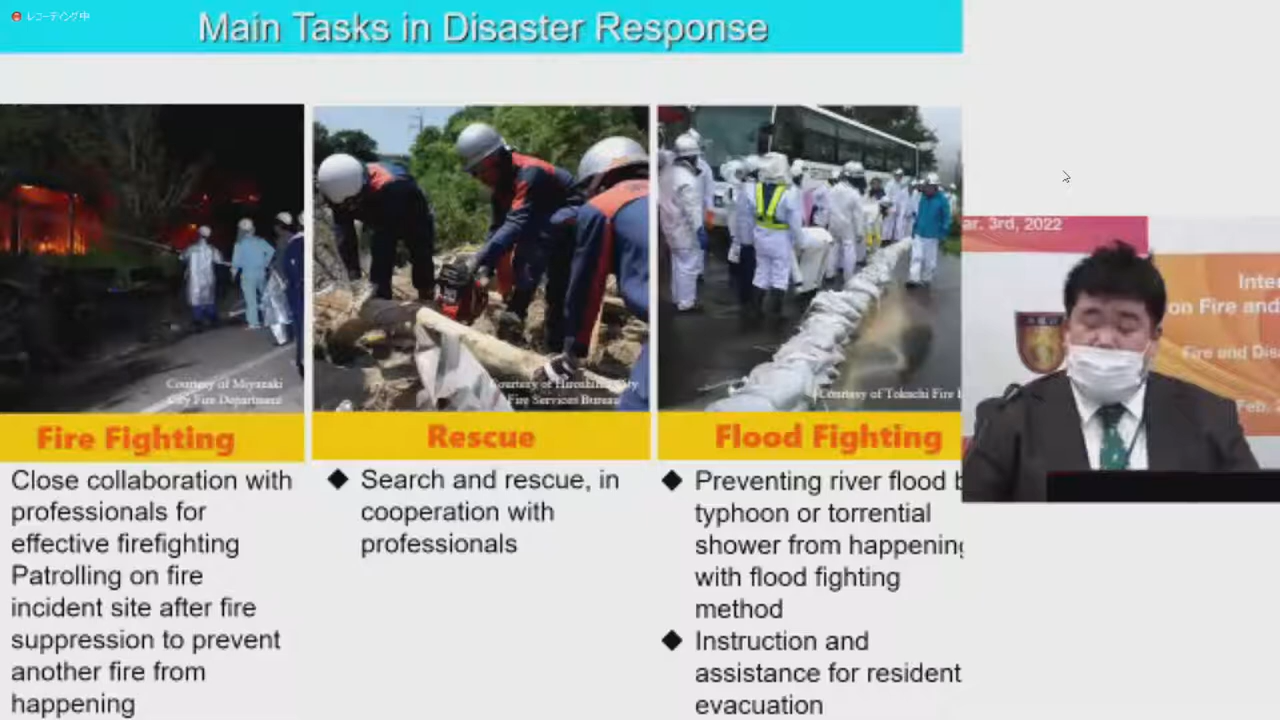 レコーディング中
Main Tasks in Disaster Response
Courtesy of Miyazaki
City Fire Department
Courtesy of Hiroshima City
Fire Services Bureau
Courtesy of Tokachi Fire
Fire Fighting
Rescue
Flood Fighting
Close collaboration with
professionals for
effective firefighting
Patrolling on fire
incident site after fire
suppression to prevent
another fire from
happening
◆ Search and rescue, in
cooperation with
professionals
◆ Preventing river flood b
typhoon or torrential
shower from happening
with flood fighting
method
◆ Instruction and
assistance for resident
evacuation
ar. 3rd, 2022
Inter
on Fire and
Fire and Disa
Feb.